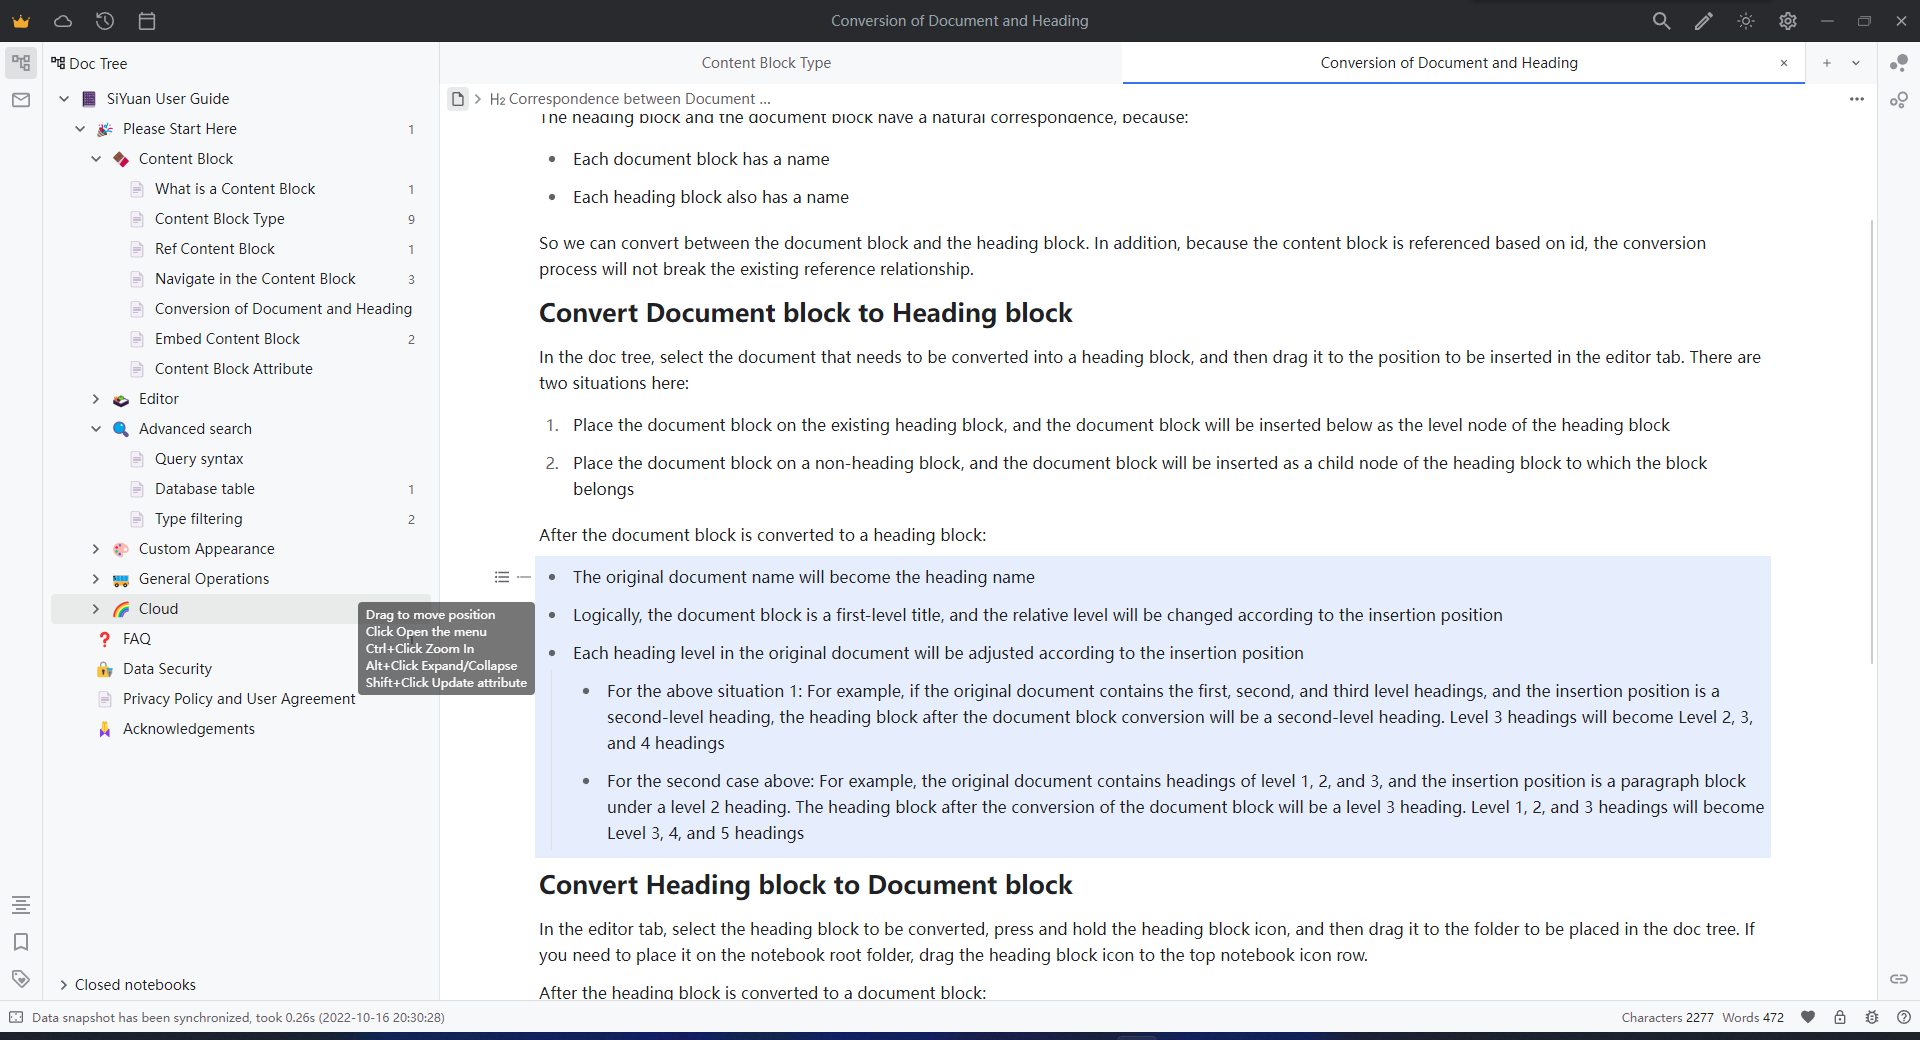 Conversion of Document and Heading
Doc Tree
SiYuan User Guide
Please Start Here 1
Content Block
What is a Content Block 1
Content Block Type 9
Ref Content Block 1
Navigate in the Content Block 3
Conversion of Document and Heading
Embed Content Block 2
Content Block Attribute
Editor
Advanced search
Query syntax
Database table 1
Type filtering 2
Custom Appearance
General Operations
Cloud
FAQ
Data Security
Privacy Policy and User Agreement
Acknowledgements
Closed notebooks
Drag to move position
Click Open the menu
Ctrl+Click Zoom In
Alt+Click Expand/Collapse
Shift+Click Update attribute
Content Block Type
Conversion of Document and Heading
H2 Correspondence between Document ...
The heading block and the document block have a natural correspondence, because:
• Each document block has a name
• Each heading block also has a name
So we can convert between the document block and the heading block. In addition, because the content block is referenced based on id, the conversion
process will not break the existing reference relationship.
Convert Document block to Heading block
In the doc tree, select the document that needs to be converted into a heading block, and then drag it to the position to be inserted in the editor tab. There are
two situations here:
1. Place the document block on the existing heading block, and the document block will be inserted below as the level node of the heading block
2. Place the document block on a non-heading block, and the document block will be inserted as a child node of the heading block to which the block
belongs
After the document block is converted to a heading block:
• The original document name will become the heading name
• Logically, the document block is a first-level title, and the relative level will be changed according to the insertion position
• Each heading level in the original document will be adjusted according to the insertion position
• For the above situation 1: For example, if the original document contains the first, second, and third level headings, and the insertion position is a
second-level heading, the heading block after the document block conversion will be a second-level heading. Level 3 headings will become Level 2, 3,
and 4 headings
• For the second case above: For example, the original document contains headings of level 1, 2, and 3, and the insertion position is a paragraph block
under a level 2 heading. The heading block after the conversion of the document block will be a level 3 heading. Level 1, 2, and 3 headings will become
Level 3, 4, and 5 headings
Convert Heading block to Document block
In the editor tab, select the heading block to be converted, press and hold the heading block icon, and then drag it to the folder to be placed in the doc tree. If
you need to place it on the notebook root folder, drag the heading block icon to the top notebook icon row.
After the heading block is converted to a document block:
Data snapshot has been synchronized, took 0.26s (2022-10-16 20:30:28)
Characters 2277 Words 472